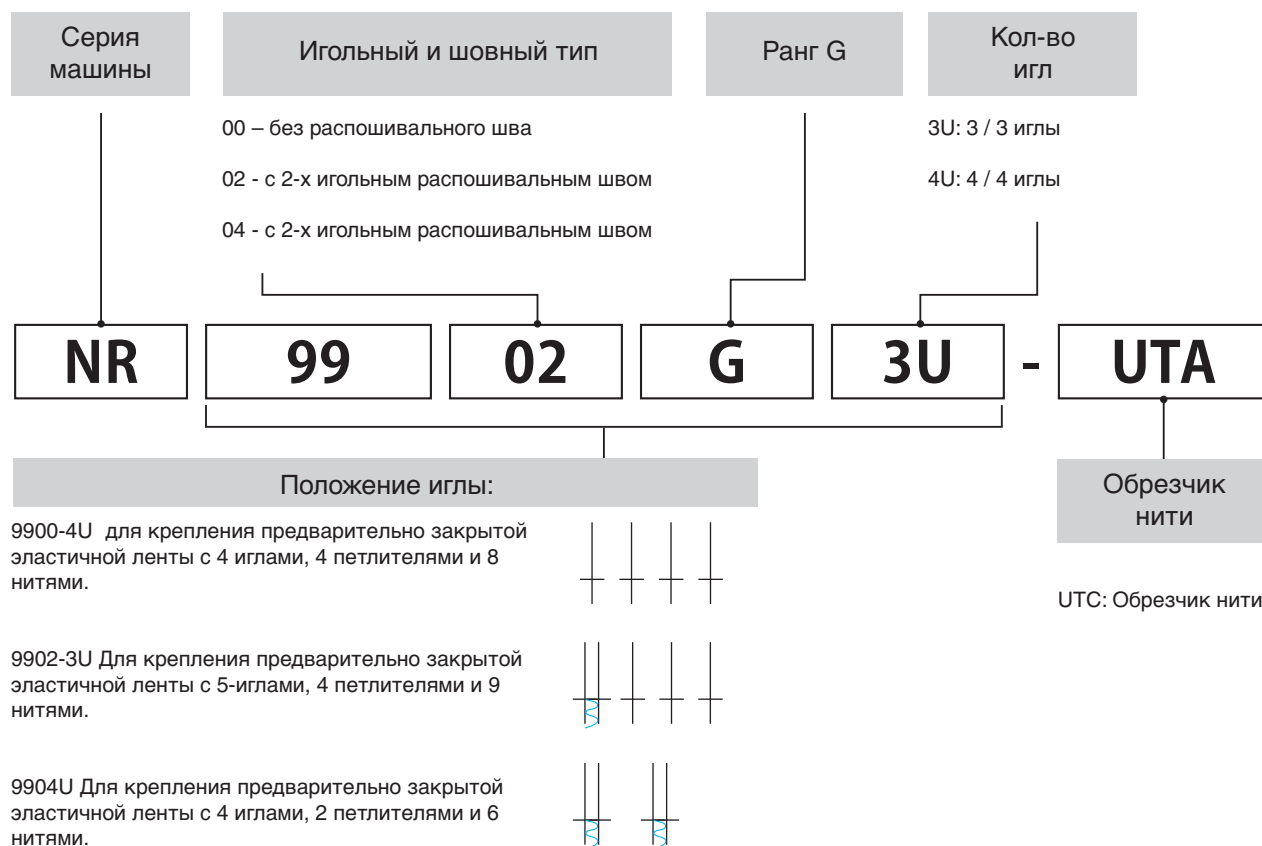 Серия
машины
Игольный и шовный тип
Ранг G
Кол-во
игл
00 – без распошивального шва
02 - с 2-х игольным распошивальным швом
04 - с 2-х игольным распошивальным швом
3U: 3 / 3 иглы
4U: 4 / 4 иглы
NR 99 02 G 3U - UTA
Положение иглы:
9900-4U для крепления предварительно закрытой
эластичной ленты с 4 иглами, 4 петлителями и 8
нитями.
9902-3U Для крепления предварительно закрытой
эластичной ленты с 5-иглами, 4 петлителями и 9
нитями.
9904U Для крепления предварительно закрытой
эластичной ленты с 4 иглами, 2 петлителями и 6
нитями.
Обрезчик
нити
UTC: Обрезчик нити